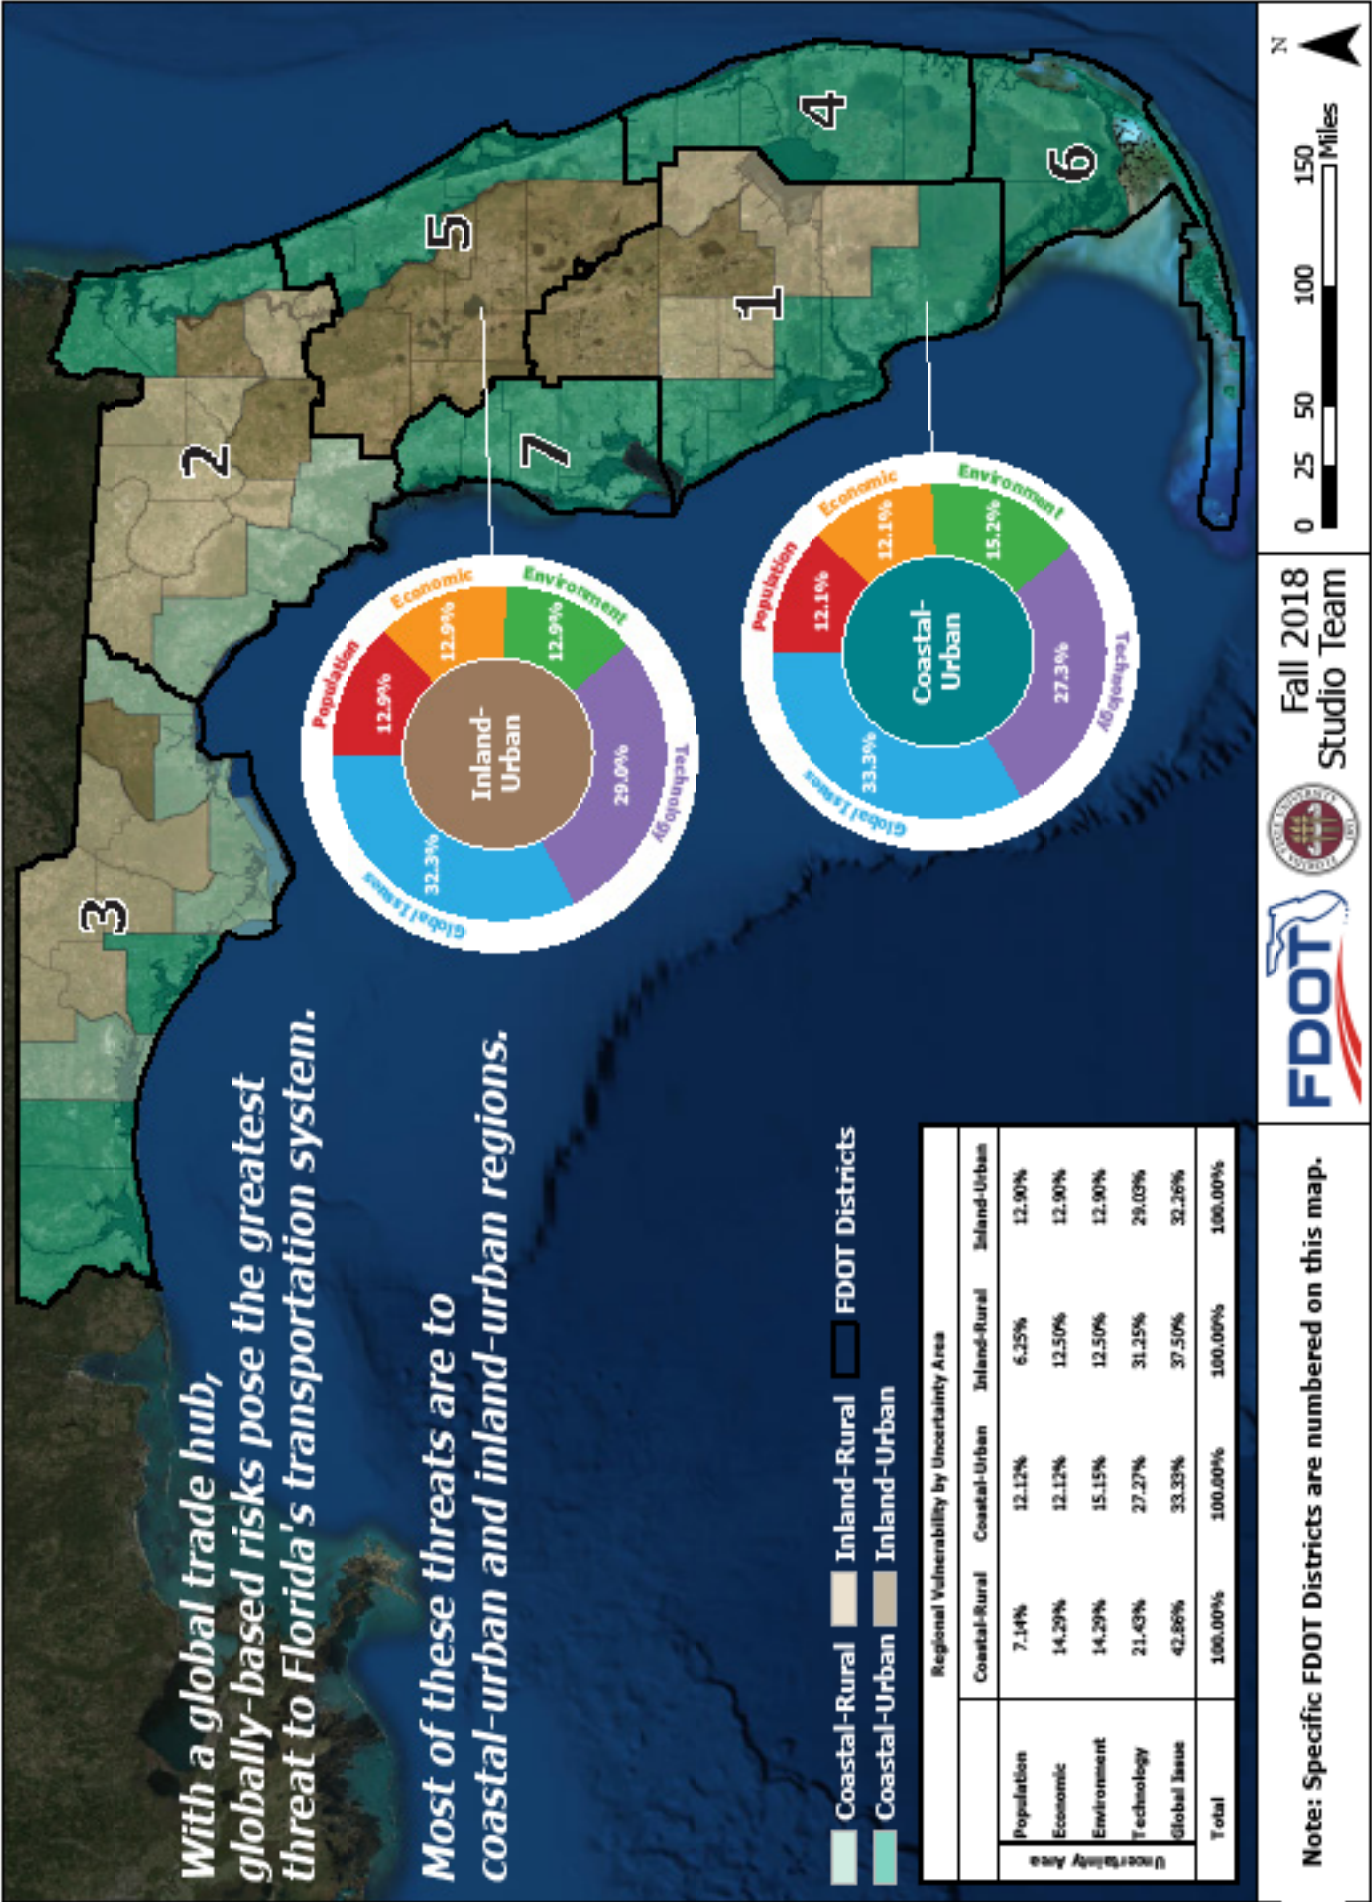 With a global trade hub,
globally-based risks pose the greatest
threat to Florida's transportation system.
Most of these threats are to
coastal-urban and inland-urban regions.
3
2
5
7
1
4
6
Population
12.9%
Economic
12.9%
Environment
12.9%
Technology
29.0%
Global Issues
32.3%
Inland-
Urban
Population
12.1%
Economic
12.1%
Environment
15.2%
Technology
27.3%
Global Issues
33.3%
Coastal-
Urban
Coastal-Rural Inland-Rural FDOT Districts
Coastal-Urban Inland-Urban
Regional Vulnerability by Uncertainty Area
Coastal-Rural Coastal-Urban Inland-Rural Inland-Urban
Uncertainty Area
Population 7.14% 12.12% 6.25% 12.90%
Economic 14.29% 12.12% 12.50% 12.90%
Environment 14.29% 15.15% 12.50% 12.90%
Technology 21.43% 27.27% 31.25% 29.03%
Global Issue 42.86% 33.33% 37.50% 32.26%
Total 100.00% 100.00% 100.00% 100.00%
Note: Specific FDOT Districts are numbered on this map.
FDOT
Fall 2018
Studio Team
0 25 50 100 150
Miles
N